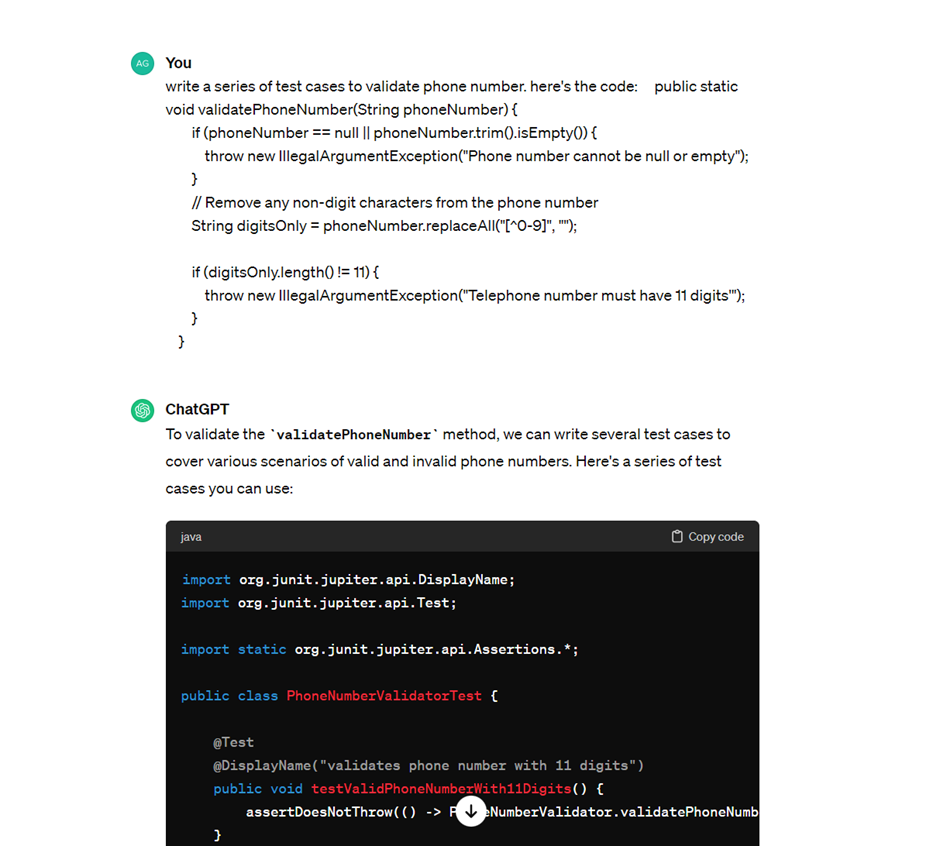 AG You
write a series of test cases to validate phone number. here's the code: public static
void validatePhoneNumber(String phoneNumber) {
if (phoneNumber == null || phoneNumber.trim().isEmpty()) {
throw new IllegalArgumentException("Phone number cannot be null or empty");
}
// Remove any non-digit characters from the phone number
String digitsOnly = phoneNumber.replaceAll("[^0-9]", "");
if (digitsOnly.length() != 11) {
throw new IllegalArgumentException("Telephone number must have 11 digits'");
}
}
ChatGPT
To validate the `validatePhoneNumber` method, we can write several test cases to
cover various scenarios of valid and invalid phone numbers. Here's a series of test
cases you can use:
java Copy code
import org.junit.jupiter.api.DisplayName;
import org.junit.jupiter.api.Test;
import static org.junit.jupiter.api.Assertions.*;
public class PhoneNumberValidatorTest {
@Test
@DisplayName("validates phone number with 11 digits")
public void testValidPhoneNumberWith11Digits() {
assertDoesNotThrow(() -> eNumberValidator.validatePhoneNumb
}